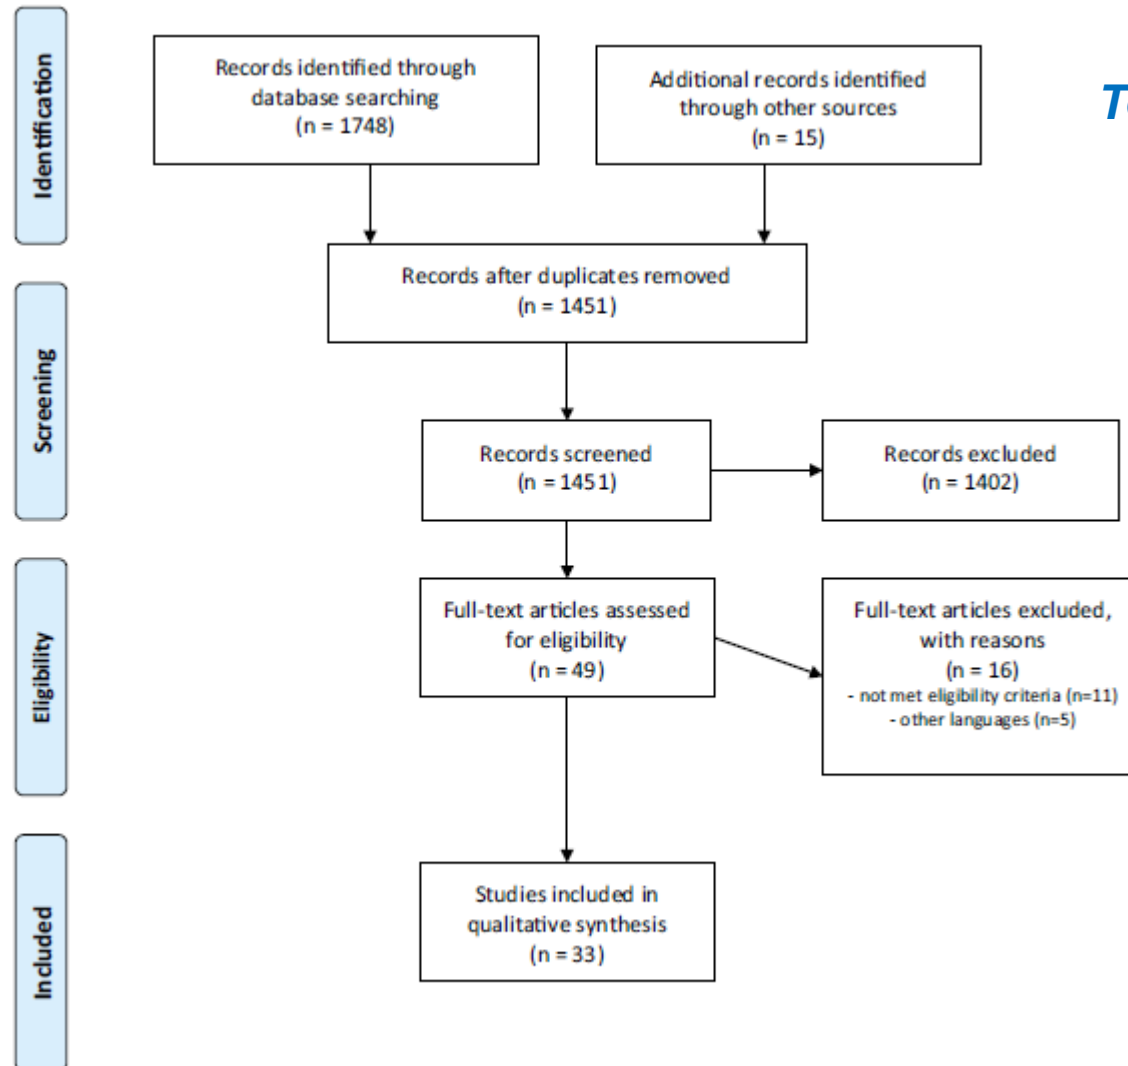 Identification
Records identified through
database searching
(n = 1748)
Additional records identified
through other sources
(n = 15)
Records after duplicates removed
(n = 1451)
Screening
Records screened
(n = 1451)
Records excluded
(n = 1402)
Eligibility
Full-text articles assessed
for eligibility
(n = 49)
Full-text articles excluded,
with reasons
(n = 16)
- not met eligibility criteria (n=11)
- other languages (n=5)
Included
Studies included in
qualitative synthesis
(n = 33)